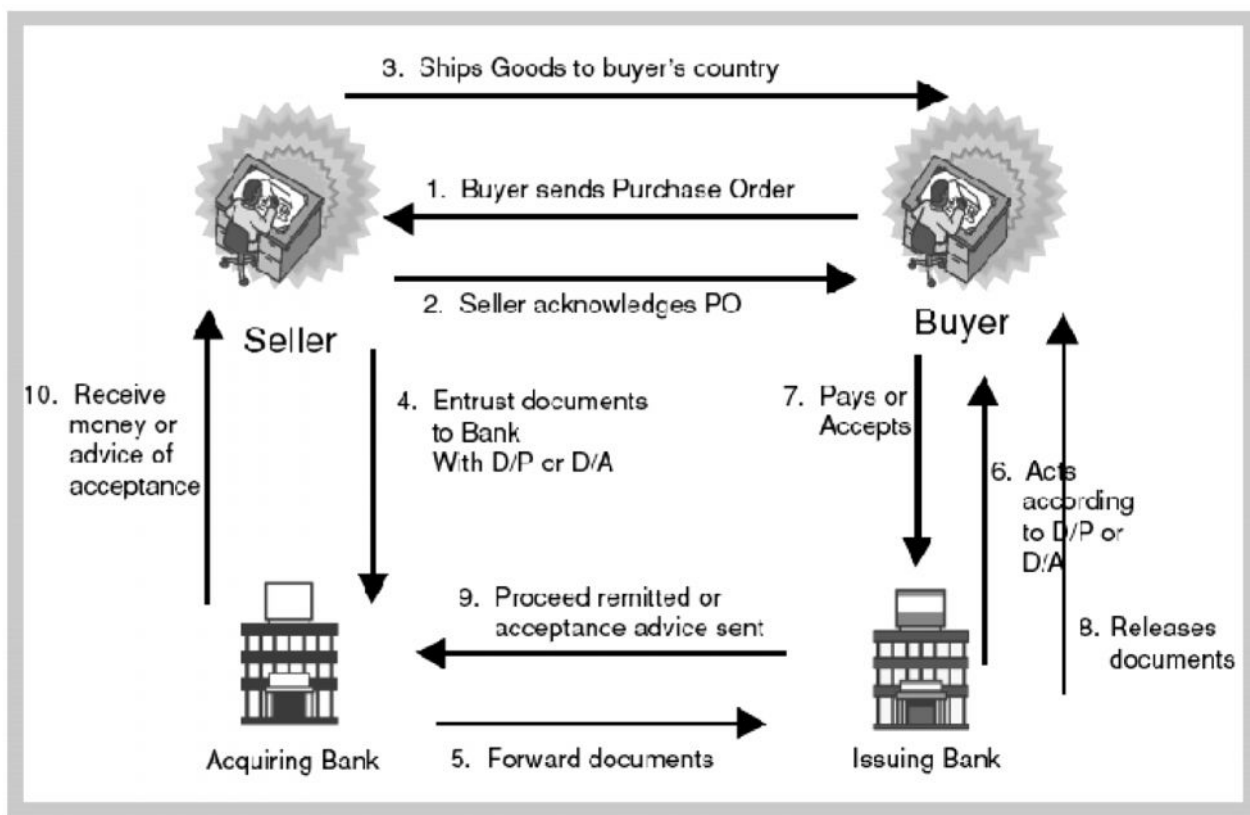 3. Ships Goods to buyer's country
1. Buyer sends Purchase Order
2. Seller acknowledges PO
Seller
Buyer
10. Receive
money or
advice of
acceptance
4. Entrust documents
to Bank
With D/P or D/A
7. Pays or
Accepts
6. Acts
according
to D/P or
D/A
9. Proceed remitted or
acceptance advice sent
8. Releases
documents
Acquiring Bank
5. Forward documents
Issuing Bank